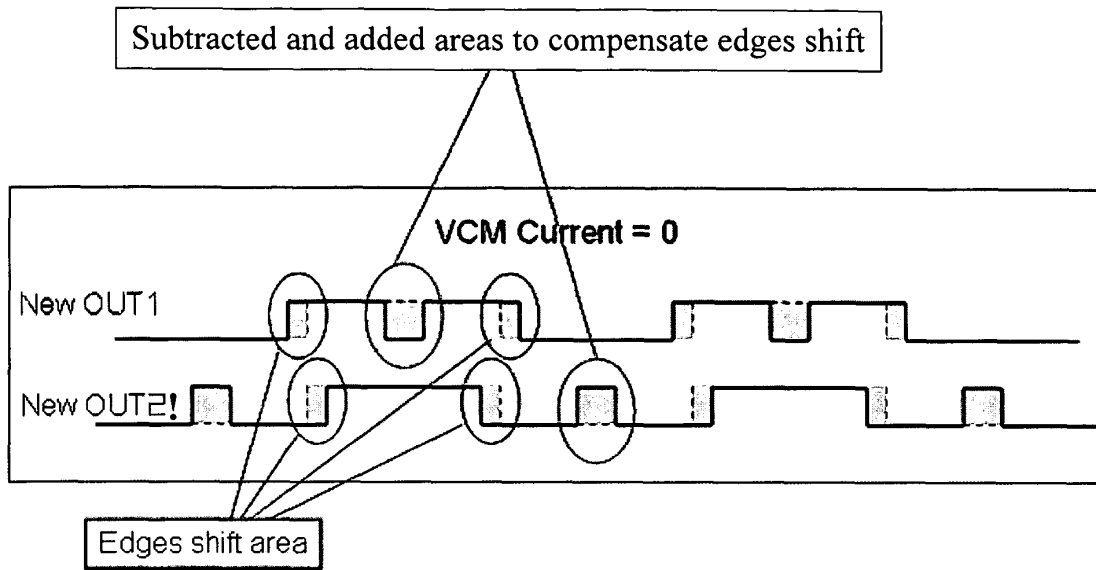 Subtracted and added areas to compensate edges shift
VCM Current = 0
New OUT1
New OUT2!
Edges shift area